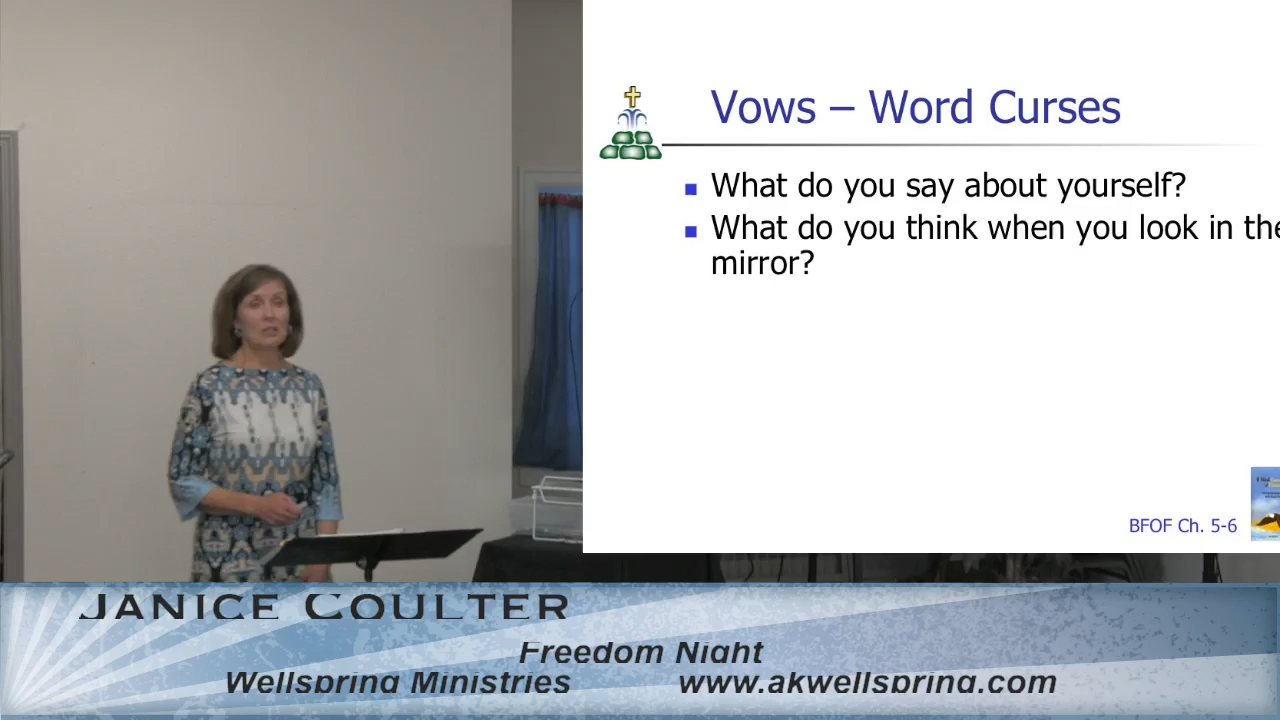 Vows – Word Curses
What do you say about yourself?
What do you think when you look in the
mirror?
BFOF Ch. 5-6
JANICE COULTER
Freedom Night
Wellspring Ministries www.akwellspring.com